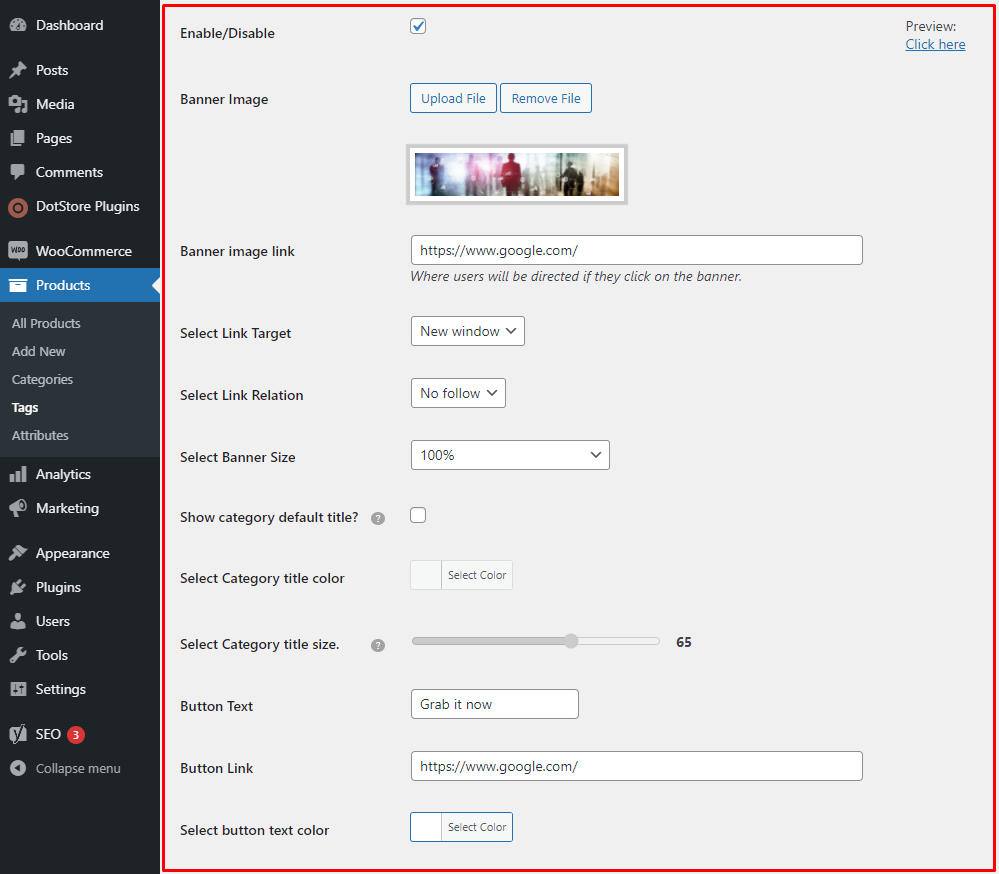 Dashboard
Posts
Media
Pages
Comments
DotStore Plugins
WOO
WooCommerce
Products
All Products
Add New
Categories
Tags
Attributes
Analytics
Marketing
Appearance
Plugins
Users
Tools
Settings
SEO 3
Collapse menu
Enable/Disable
Preview:
Click here
Banner Image
Upload File
Remove File
Banner image link
https://www.google.com/
Where users will be directed if they click on the banner.
Select Link Target
New window
Select Link Relation
No follow
Select Banner Size
100%
Show category default title? ?
Select Category title color
Select Color
Select Category title size. ?
65
Button Text
Grab it now
Button Link
https://www.google.com/
Select button text color
Select Color